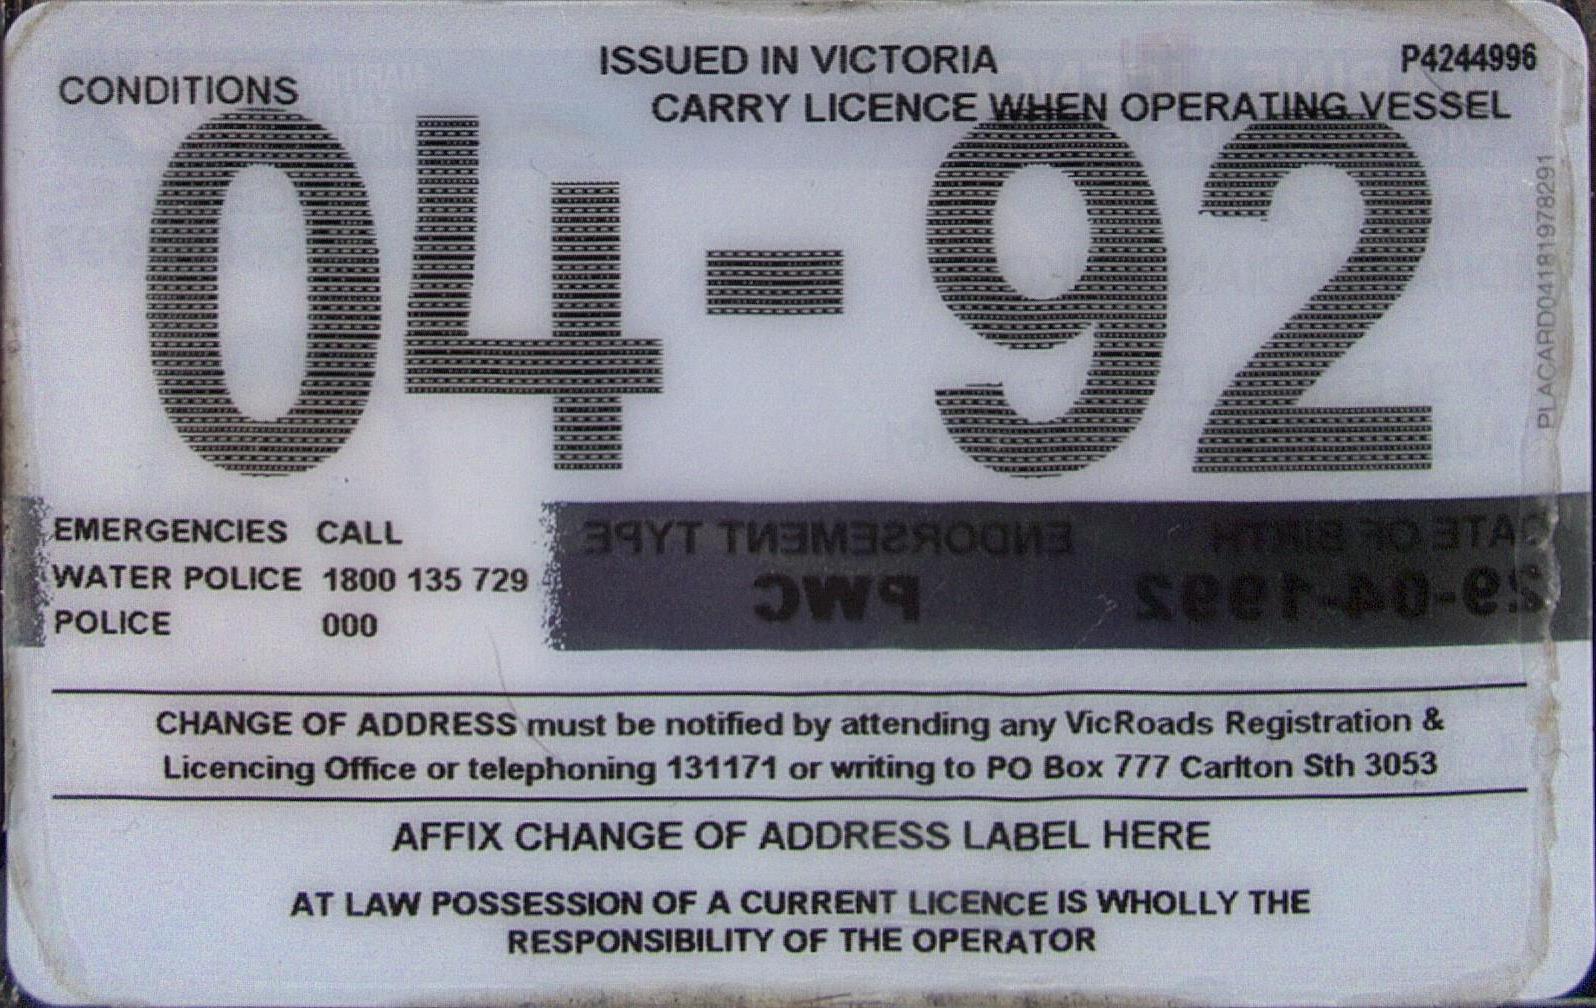 ISSUED IN VICTORIA P4244996
CONDITIONS
CARRY LICENCE WHEN OPERATING VESSEL
04-92
PLACARD04181978291
EMERGENCIES CALL
WATER POLICE 1800 135 729
POLICE 000
ENDORSEMENT TYPE DATE OF BIRTH
PWC 29-04-1992
CHANGE OF ADDRESS must be notified by attending any VicRoads Registration &
Licencing Office or telephoning 131171 or writing to PO Box 777 Carlton Sth 3053
AFFIX CHANGE OF ADDRESS LABEL HERE
AT LAW POSSESSION OF A CURRENT LICENCE IS WHOLLY THE
RESPONSIBILITY OF THE OPERATOR